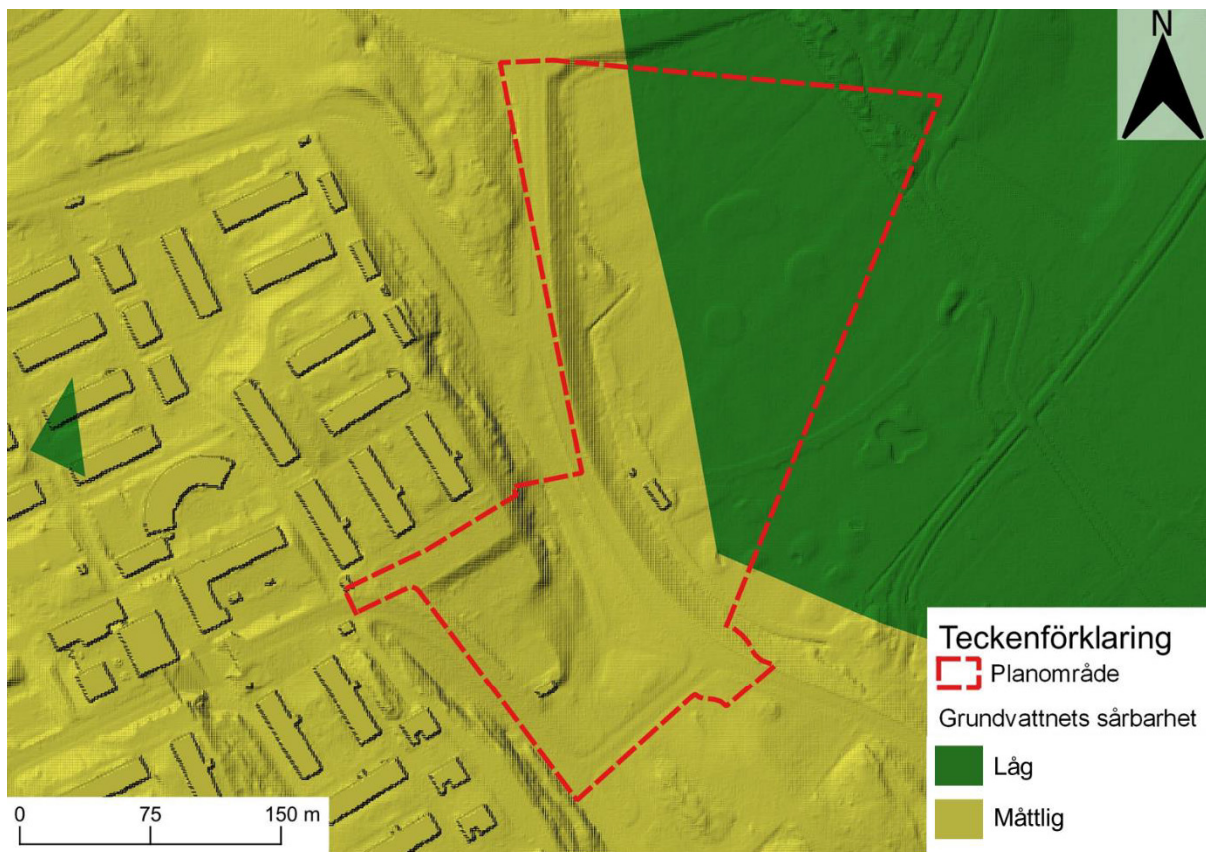 N
Teckenförklaring
Planområde
Grundvattnets sårbarhet
Låg
Måttlig
0 75 150 m